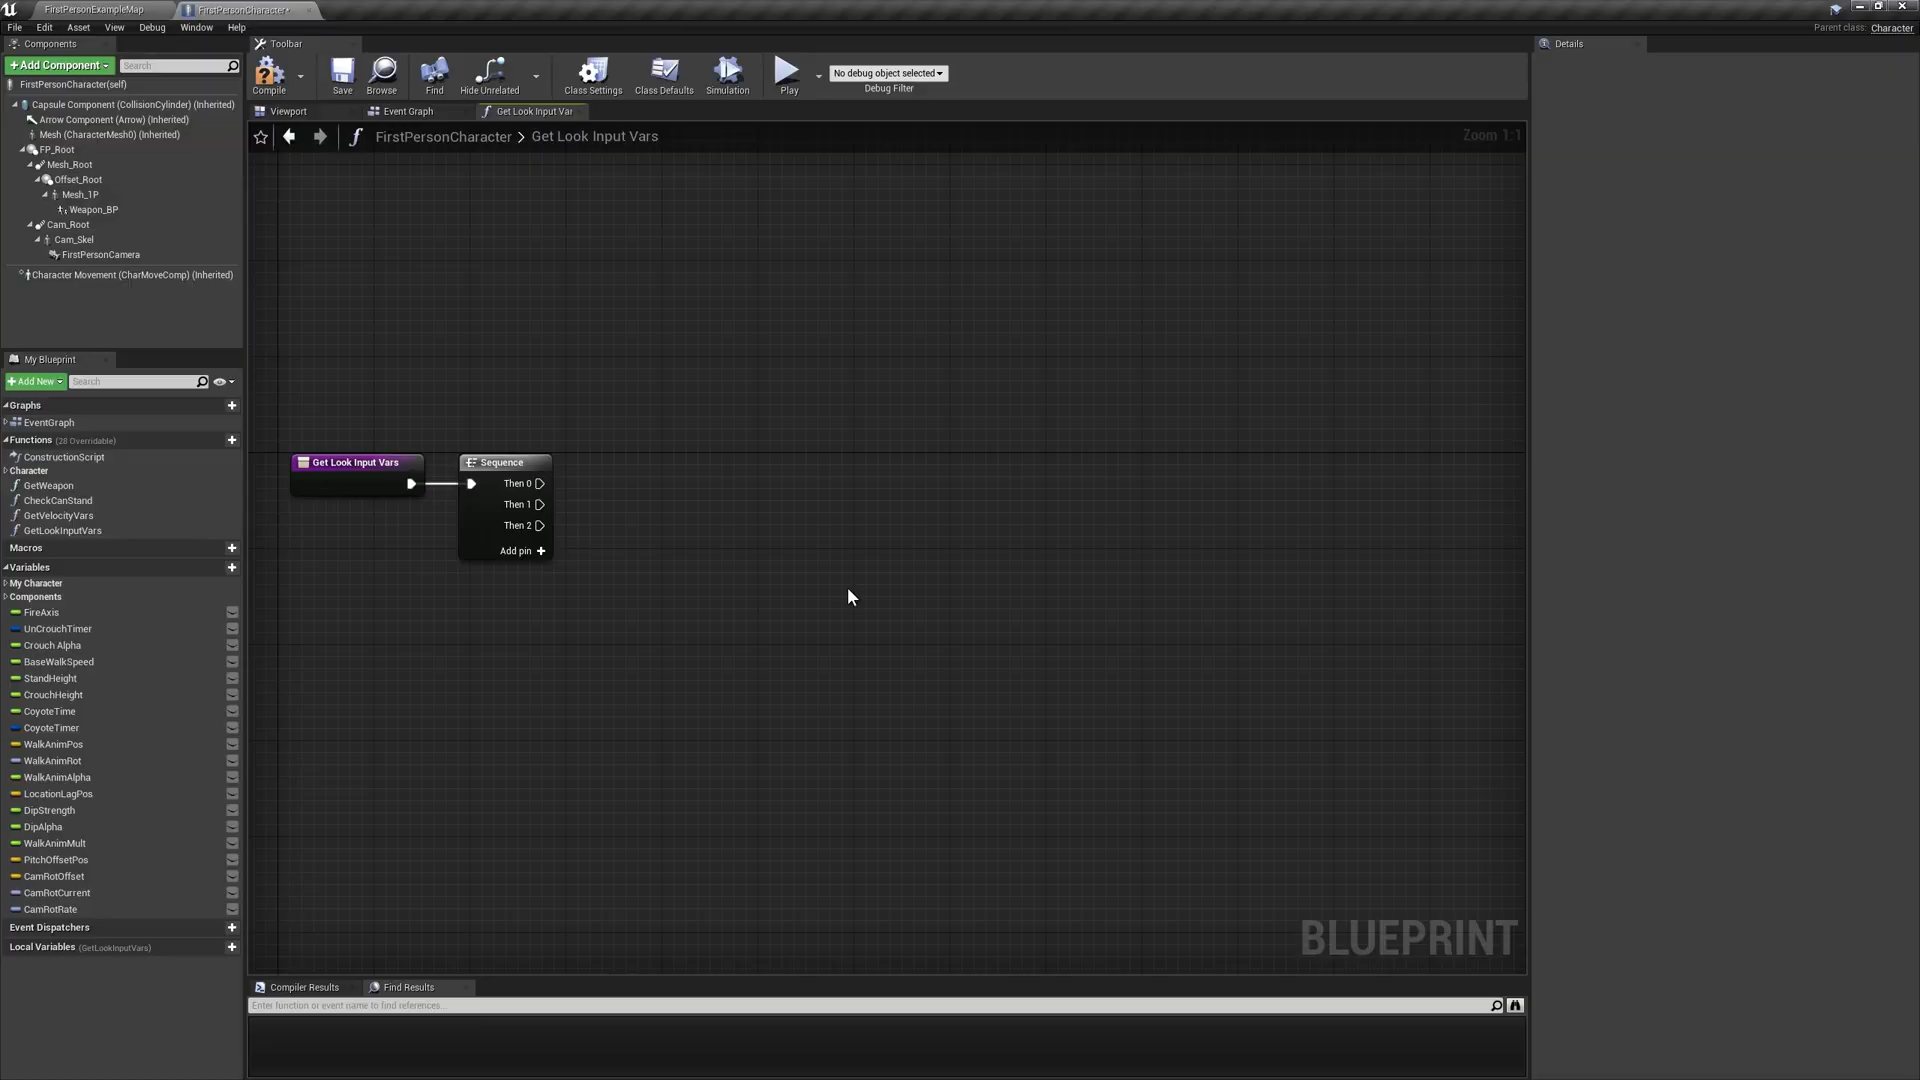 FirstPersonExampleMap
FirstPersonCharacter*
File Edit Asset View Debug Window Help
Parent class: Character
Components
Toolbar
Details
+Add Component
Search
FirstPersonCharacter(self)
Capsule Component (CollisionCylinder) (Inherited)
Arrow Component (Arrow) (Inherited)
Mesh (CharacterMesh0) (Inherited)
FP_Root
Mesh_Root
Offset_Root
Mesh_1P
Weapon_BP
Cam_Root
Cam_Skel
FirstPersonCamera
Character Movement (CharMoveComp) (Inherited)
Compile
Save
Browse
Find
Hide Unrelated
Class Settings
Class Defaults
Simulation
Play
No debug object selected
Debug Filter
Viewport
Event Graph
Get Look Input Var
FirstPersonCharacter > Get Look Input Vars
Zoom 1:1
My Blueprint
+Add New
Search
Graphs
EventGraph
Functions (28 Overridable)
ConstructionScript
Character
GetWeapon
CheckCanStand
GetVelocityVars
GetLookInputVars
Macros
Variables
My Character
Components
FireAxis
UnCrouchTimer
Crouch Alpha
BaseWalkSpeed
StandHeight
CrouchHeight
CoyoteTime
CoyoteTimer
WalkAnimPos
WalkAnimRot
WalkAnimAlpha
LocationLagPos
DipStrength
DipAlpha
WalkAnimMult
PitchOffsetPos
CamRotOffset
CamRotCurrent
CamRotRate
Event Dispatchers
Local Variables (GetLookInputVars)
Get Look Input Vars
Sequence
Then 0
Then 1
Then 2
Add pin +
BLUEPRINT
Compiler Results
Find Results
Enter function or event name to find references...